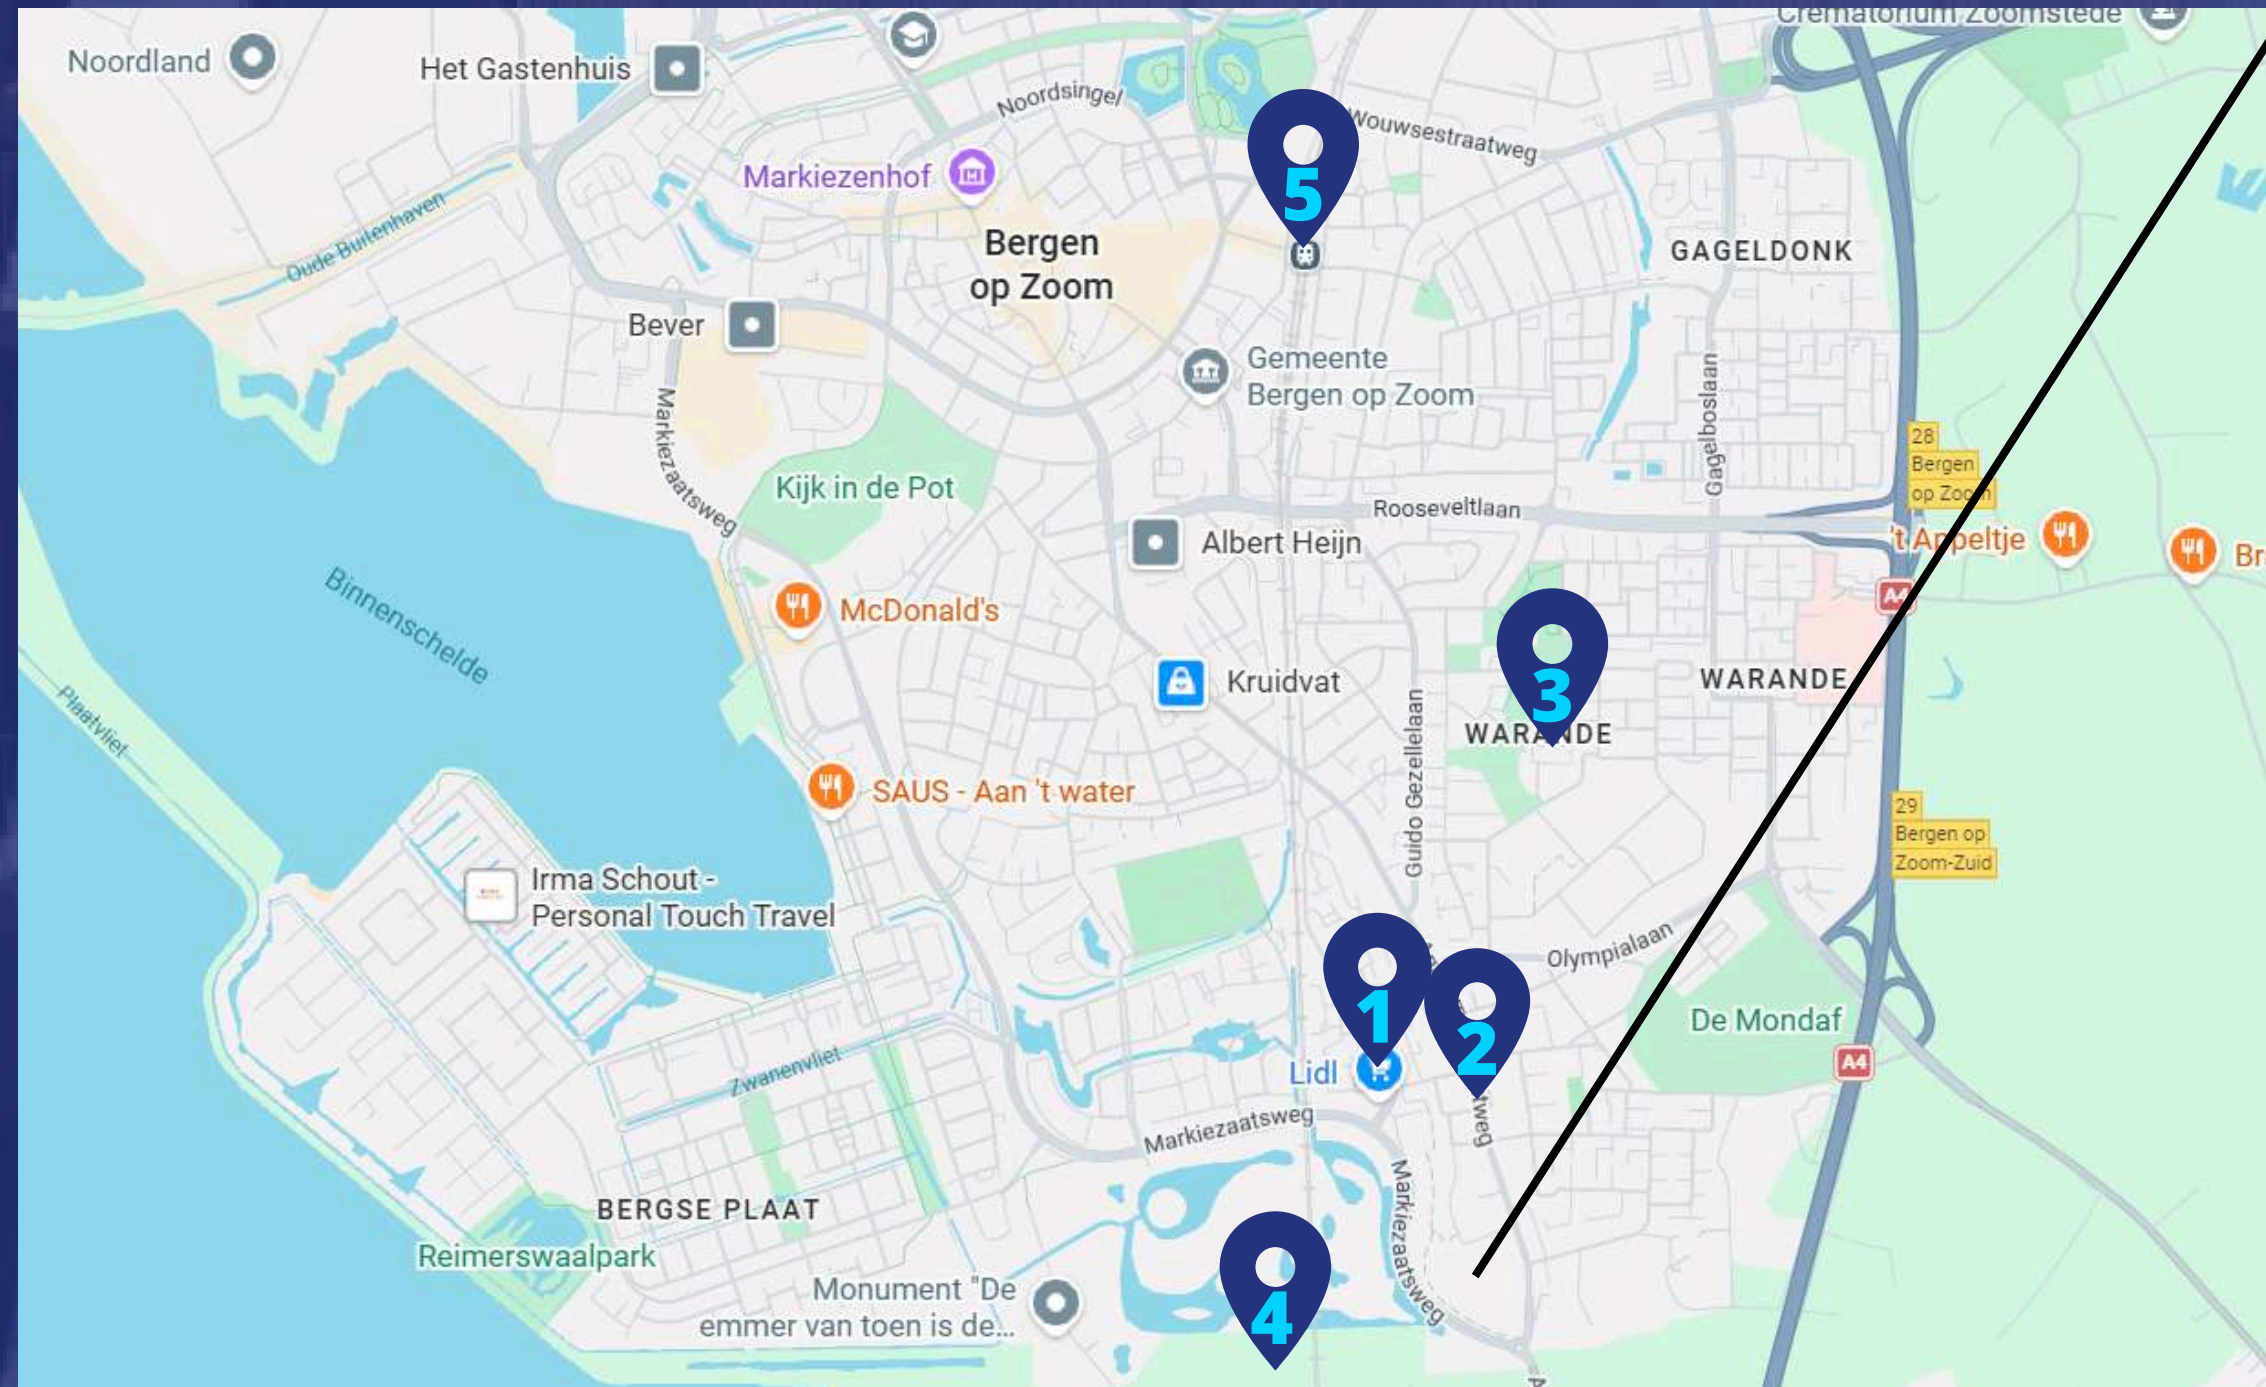 Crematorium Zoomstede
Noordland
Het Gastenhuis
Noordsingel
Wouwsestraatweg
Markiezenhof
5
Oude Buitenhaven
Bergen
op Zoom
GAGELDONK
Bever
Gemeente
Bergen op Zoom
Markiezaatsweg
Gagelboslaan
28
Bergen
op Zoom
Kijk in de Pot
Rooseveltlaan
Albert Heijn
't Appeltje
Binnenschelde
McDonald's
A4
Plaatvliet
Kruidvat
WARANDE
3
WARANDE
Guido Gezellelaan
SAUS - Aan 't water
29
Bergen op
Zoom-Zuid
Irma Schout -
Personal Touch Travel
Olympialaan
1
2
De Mondaf
A4
Lidl
Zwanenvliet
Markiezaatsweg
tweg
Markiezaatsweg
BERGSE PLAAT
Reimerswaalpark
Monument "De
emmer van toen is de...
4